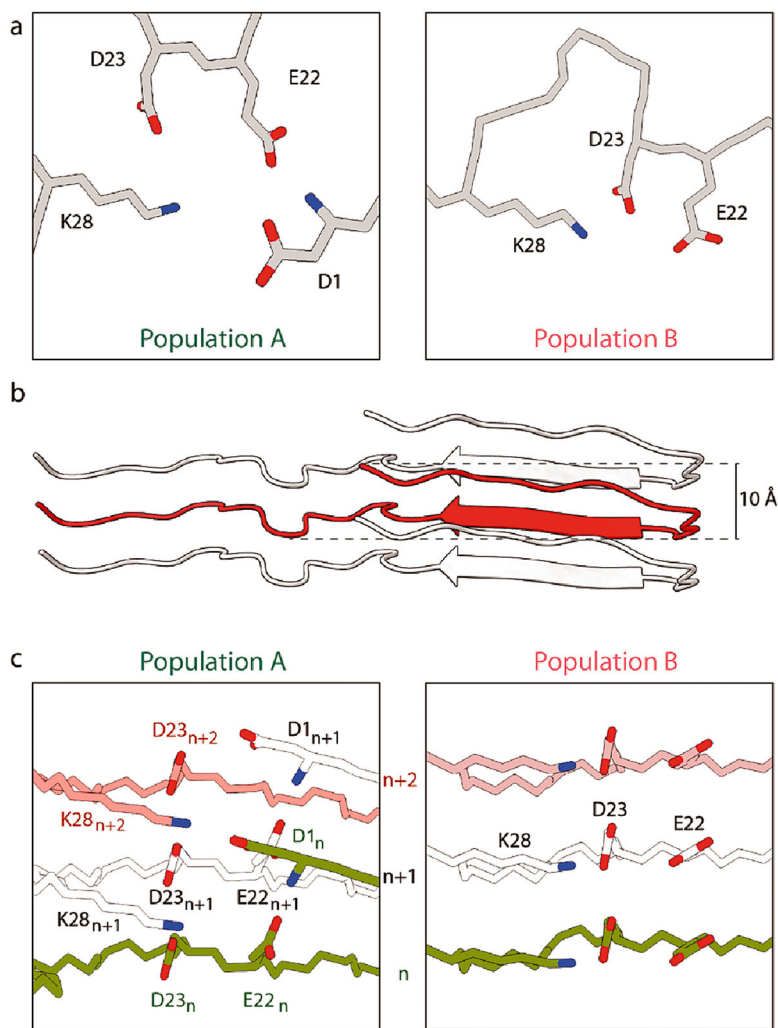 a
D23
E22
K28
D1
Population A
D23
E22
K28
Population B
b
10 Å
c
Population A
Population B
D23n+2
D1n+1
n+2
K28n+2
D1n
n+1
D23n+1
E22n+1
K28n+1
n
D23n
E22n
D23
E22
K28